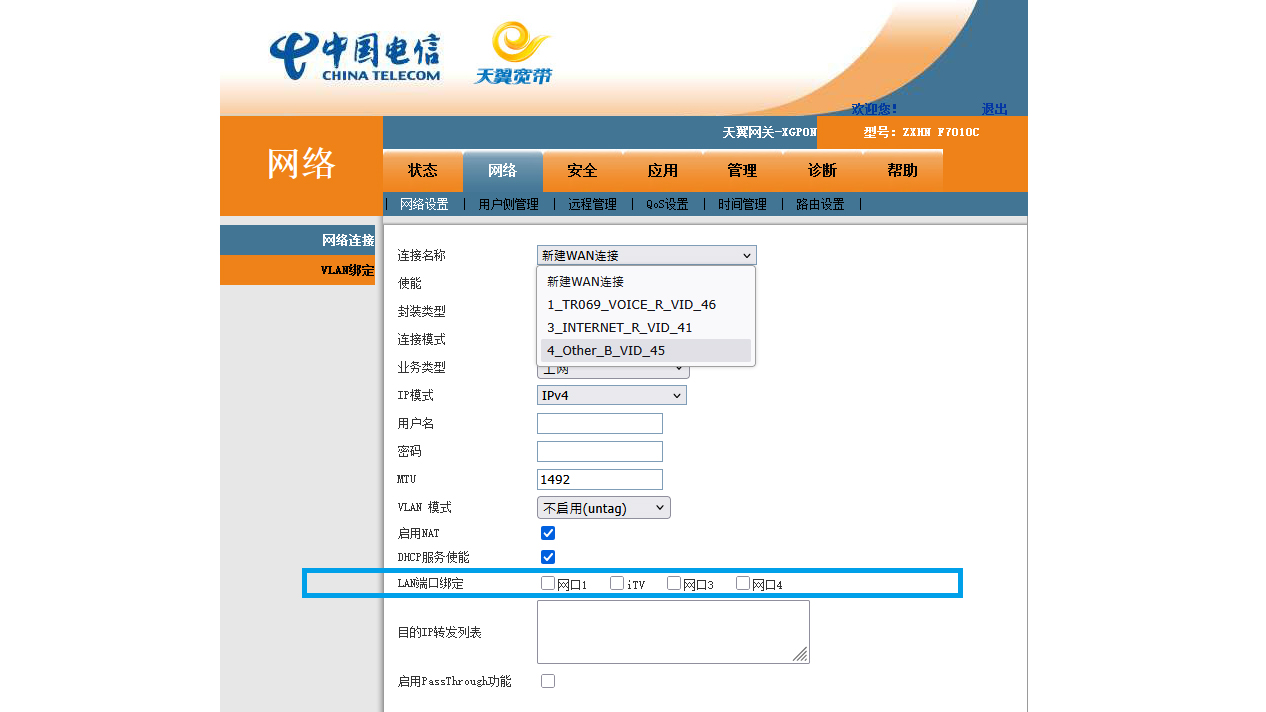 中国电信
CHINA TELECOM
天翼宽带
欢迎您! 退出
网络
天翼网关-XGPON 型号: ZXHN F7010C
状态 网络 安全 应用 管理 诊断 帮助
| 网络设置 | 用户侧管理 | 远程管理 | QoS设置 | 时间管理 | 路由设置 |
网络连接
VLAN绑定
连接名称 新建WAN连接
使能 新建WAN连接
1_TR069_VOICE_R_VID_46
封装类型
3_INTERNET_R_VID_41
连接模式
4_Other_B_VID_45
业务类型 上网
IP模式 IPv4
用户名
密码
MTU 1492
VLAN 模式 不启用(untag)
启用NAT
DHCP服务使能
LAN端口绑定 网口1 iTV 网口3 网口4
目的IP转发列表
启用PassThrough功能